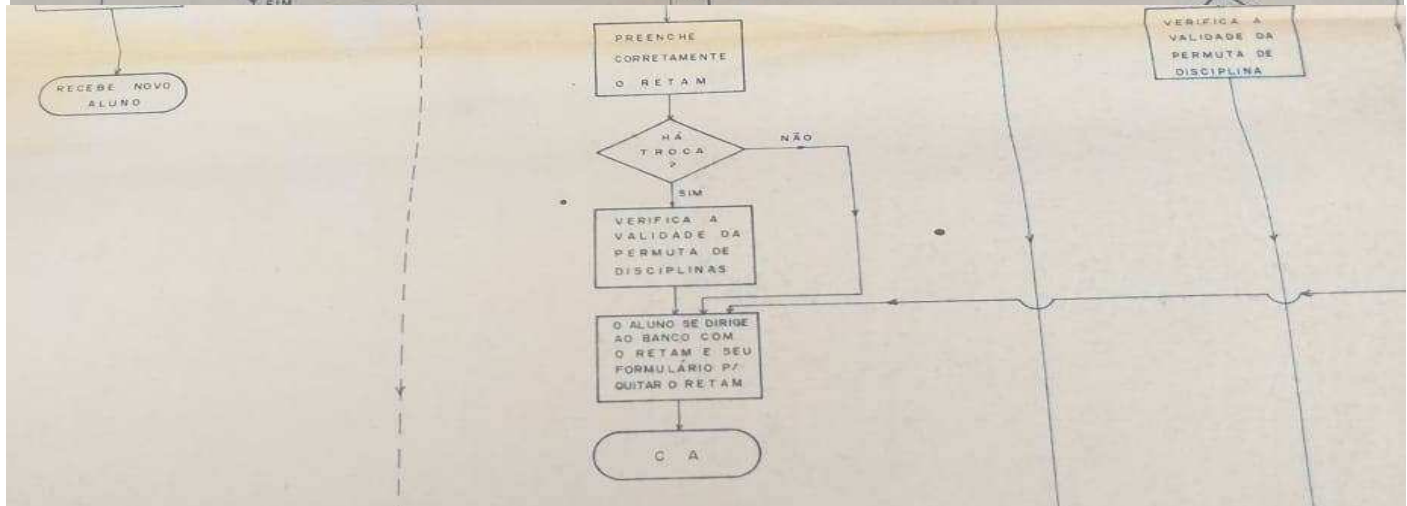 SIM
RECEBE NOVO
ALUNO
PREENCHE
CORRETAMENTE
O RETAM
HÁ
TROCA
?
NÃO
SIM
VERIFICA A
VALIDADE DA
PERMUTA DE
DISCIPLINAS
O ALUNO SE DIRIGE
AO BANCO COM
O RETAM E SEU
FORMULÁRIO P/
QUITAR O RETAM
C A
VERIFICA A
VALIDADE DA
PERMUTA DE
DISCIPLINA